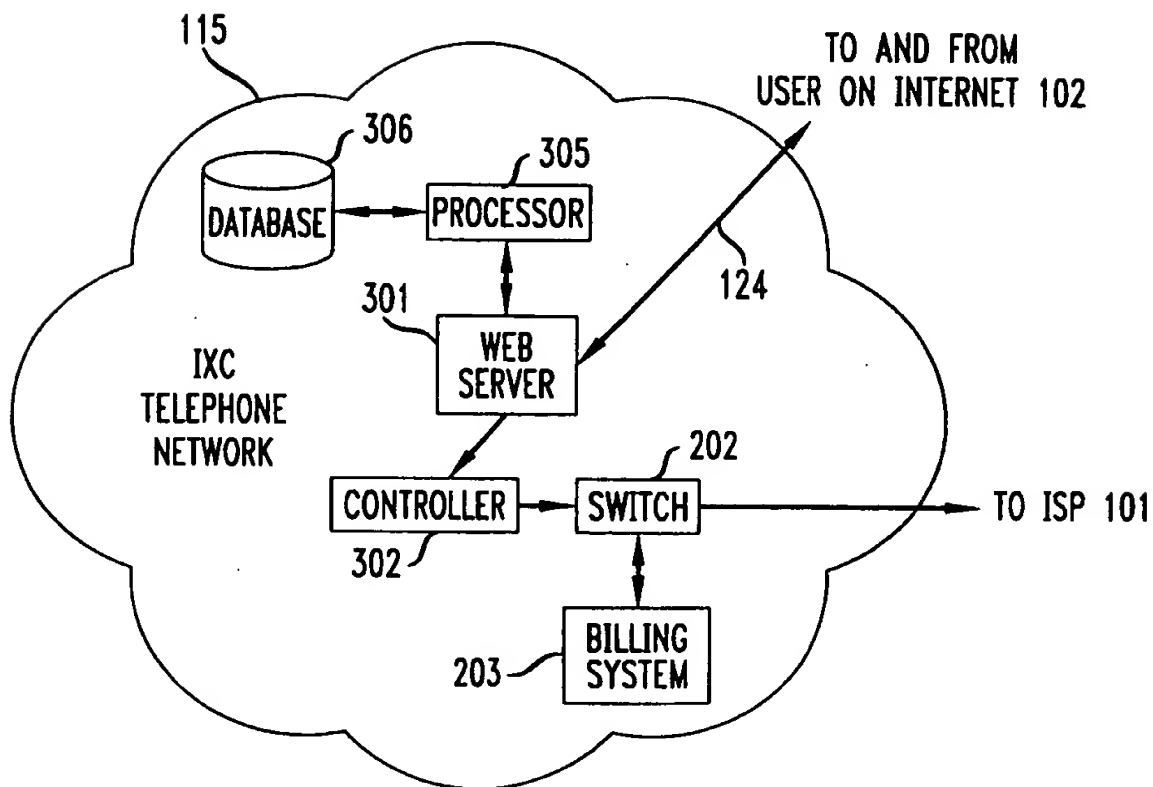 115
TO AND FROM
USER ON INTERNET 102
306
305
DATABASE
PROCESSOR
124
301
WEB
SERVER
IXC
TELEPHONE
NETWORK
202
CONTROLLER
SWITCH
TO ISP 101
302
BILLING
SYSTEM
203